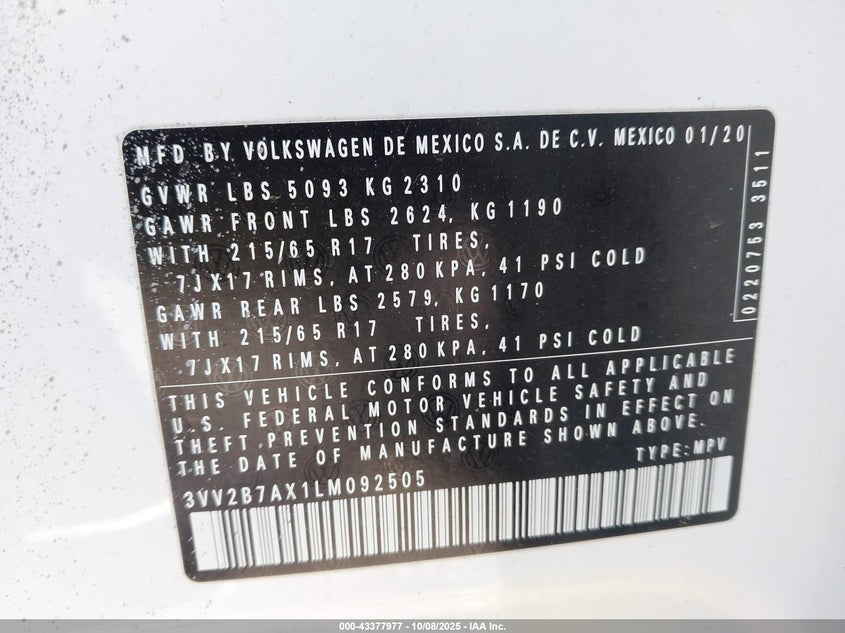 MFD BY VOLKSWAGEN DE MEXICO S.A. DE C.V. MEXICO 01/20
GVWR LBS 5093 KG 2310
GAWR FRONT LBS 2624, KG 1190
WITH 215/65 R17 TIRES,
7JX17 RIMS, AT 280 KPA, 41 PSI COLD
GAWR REAR LBS 2579, KG 1170
WITH 215/65 R17 TIRES,
7JX17 RIMS, AT 280 KPA, 41 PSI COLD
0220753 3511
THIS VEHICLE CONFORMS TO ALL APPLICABLE
U.S. FEDERAL MOTOR VEHICLE SAFETY AND
THEFT PREVENTION STANDARDS IN EFFECT ON
THE DATE OF MANUFACTURE SHOWN ABOVE.
TYPE: MPV
3VV2B7AX1LM092505
000-43377977 - 10/08/2025 - IAA Inc.